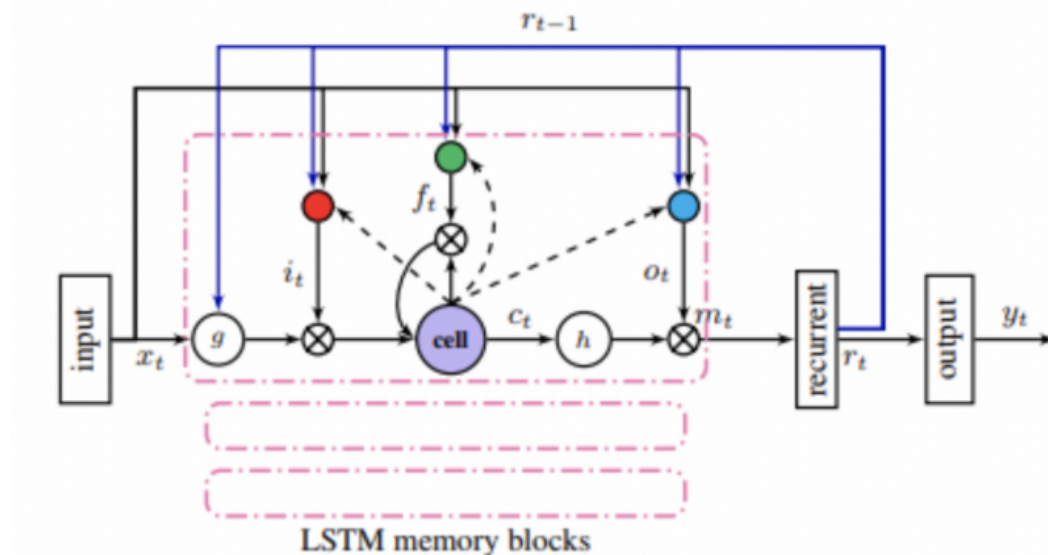 r_{t−1}
f_t
i_t
o_t
input
x_t
g
cell
c_t
h
m_t
recurrent
r_t
output
y_t
LSTM memory blocks